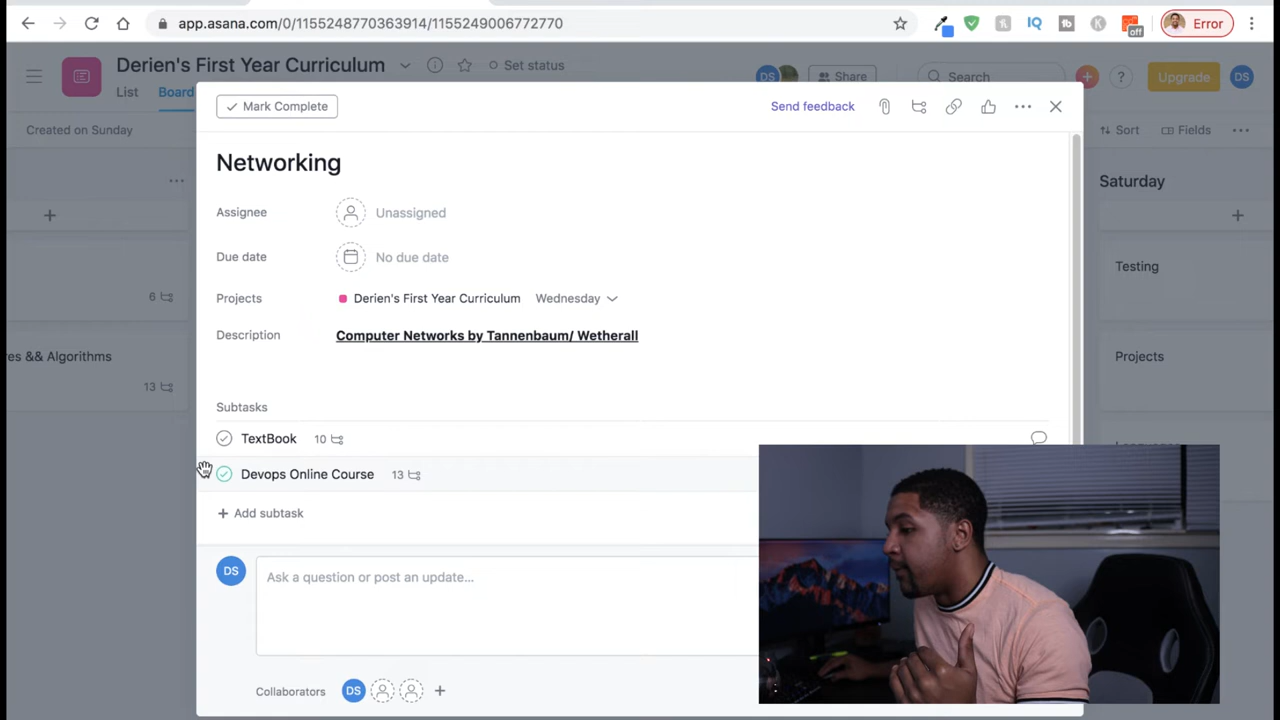 app.asana.com/0/1155248770363914/1155249006772770
off
Error
Derien's First Year Curriculum
Set status
DS
Share
Search
?
Upgrade
DS
List
Board
Created on Sunday
Sort
Fields
Mark Complete
Send feedback
Networking
Assignee
Unassigned
Due date
No due date
Projects
Derien's First Year Curriculum
Wednesday
Description
Computer Networks by Tannenbaum/ Wetherall
Subtasks
TextBook
10
Devops Online Course
13
Add subtask
DS
Ask a question or post an update...
Collaborators
DS
6
es && Algorithms
13
Saturday
Testing
Projects